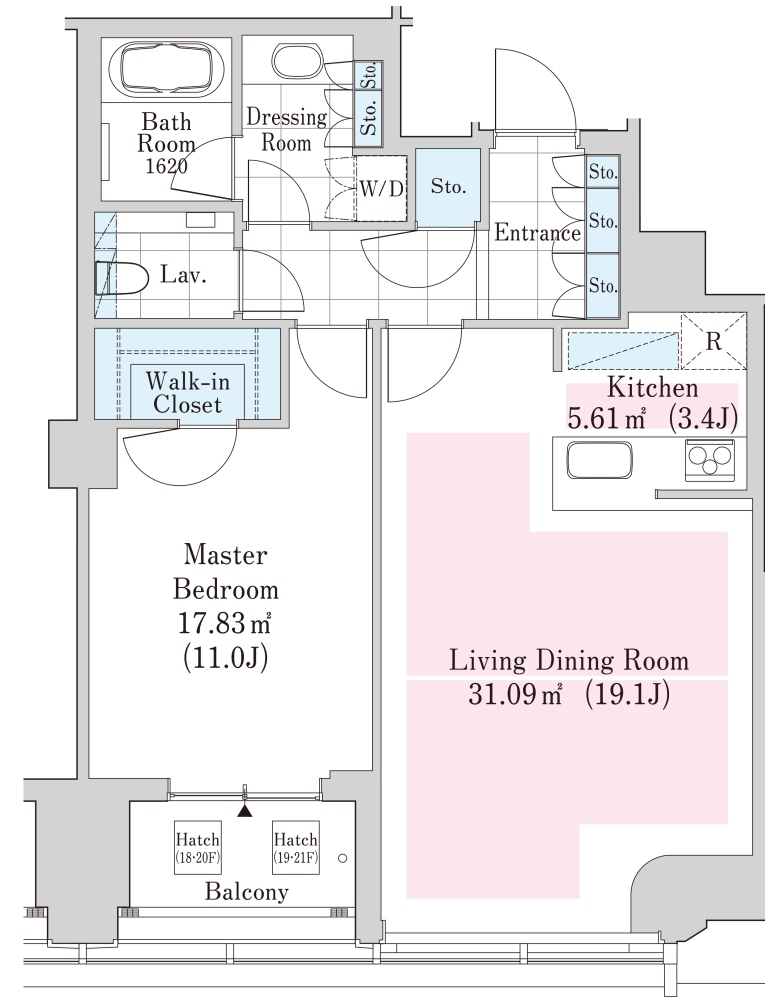 Bath
Room
1620
Dressing
Room
Sto.
Sto.
W/D
Sto.
Entrance
Sto.
Sto.
Sto.
Lav.
Walk-in
Closet
R
Kitchen
5.61㎡ (3.4J)
Master
Bedroom
17.83㎡
(11.0J)
Living Dining Room
31.09㎡ (19.1J)
Hatch
(18・20F)
Hatch
(19・21F)
Balcony